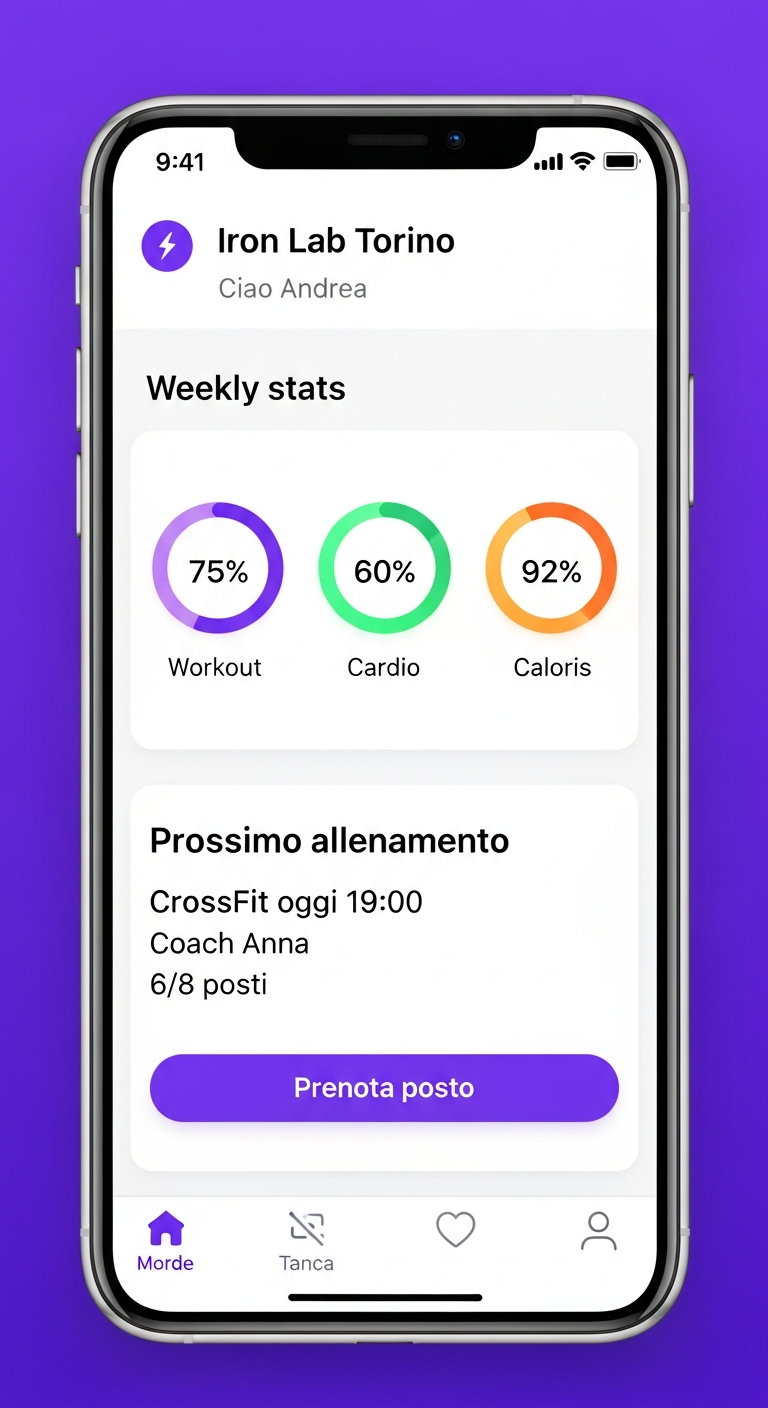 9:41
Iron Lab Torino
Ciao Andrea
Weekly stats
75% 60% 92%
Workout Cardio Caloris
Prossimo allenamento
CrossFit oggi 19:00
Coach Anna
6/8 posti
Prenota posto
Morde Tanca